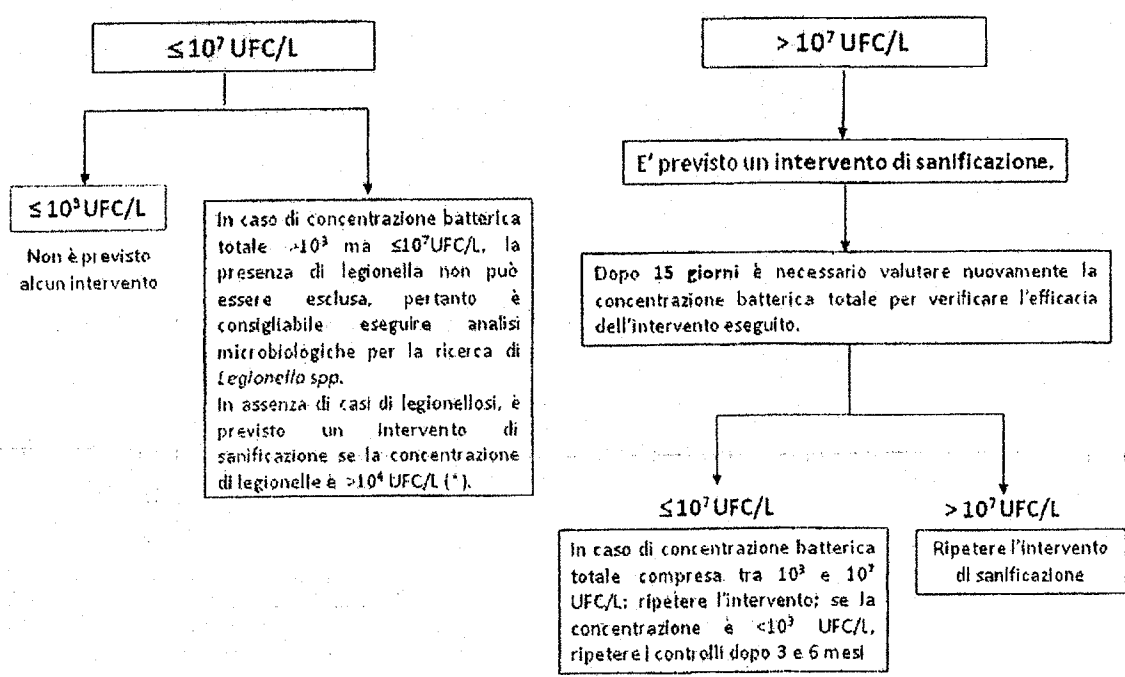 ≤10⁷ UFC/L
≤ 10³ UFC/L
Non è previsto
alcun intervento
In caso di concentrazione batterica
totale >10³ ma ≤10⁷UFC/L, la
presenza di legionella non può
essere esclusa, pertanto è
consigliabile eseguire analisi
microbiologiche per la ricerca di
Legionella spp.
In assenza di casi di legionellosi, è
previsto un intervento di
sanificazione se la concentrazione
di legionelle è >10⁴ UFC/L (*).
> 10⁷ UFC/L
E' previsto un intervento di sanificazione.
Dopo 15 giorni è necessario valutare nuovamente la
concentrazione batterica totale per verificare l'efficacia
dell'intervento eseguito.
≤10⁷ UFC/L
In caso di concentrazione batterica
totale compresa tra 10³ e 10⁷
UFC/L: ripetere l'intervento; se la
concentrazione è <10³ UFC/L,
ripetere i controlli dopo 3 e 6 mesi
> 10⁷ UFC/L
Ripetere l'intervento
di sanificazione